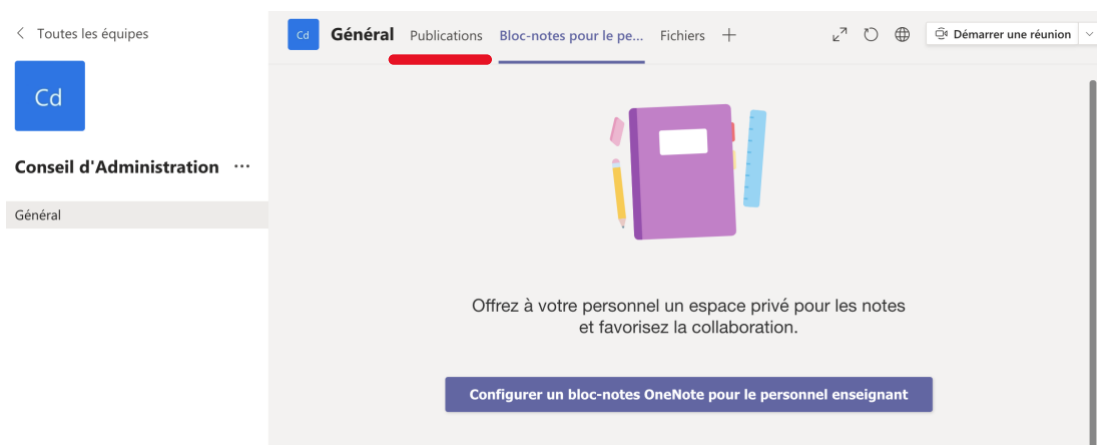 Toutes les équipes
Cd
Conseil d'Administration ···
Général
Cd Général Publications Bloc-notes pour le pe... Fichiers + Démarrer une réunion
Offrez à votre personnel un espace privé pour les notes
et favorisez la collaboration.
Configurer un bloc-notes OneNote pour le personnel enseignant